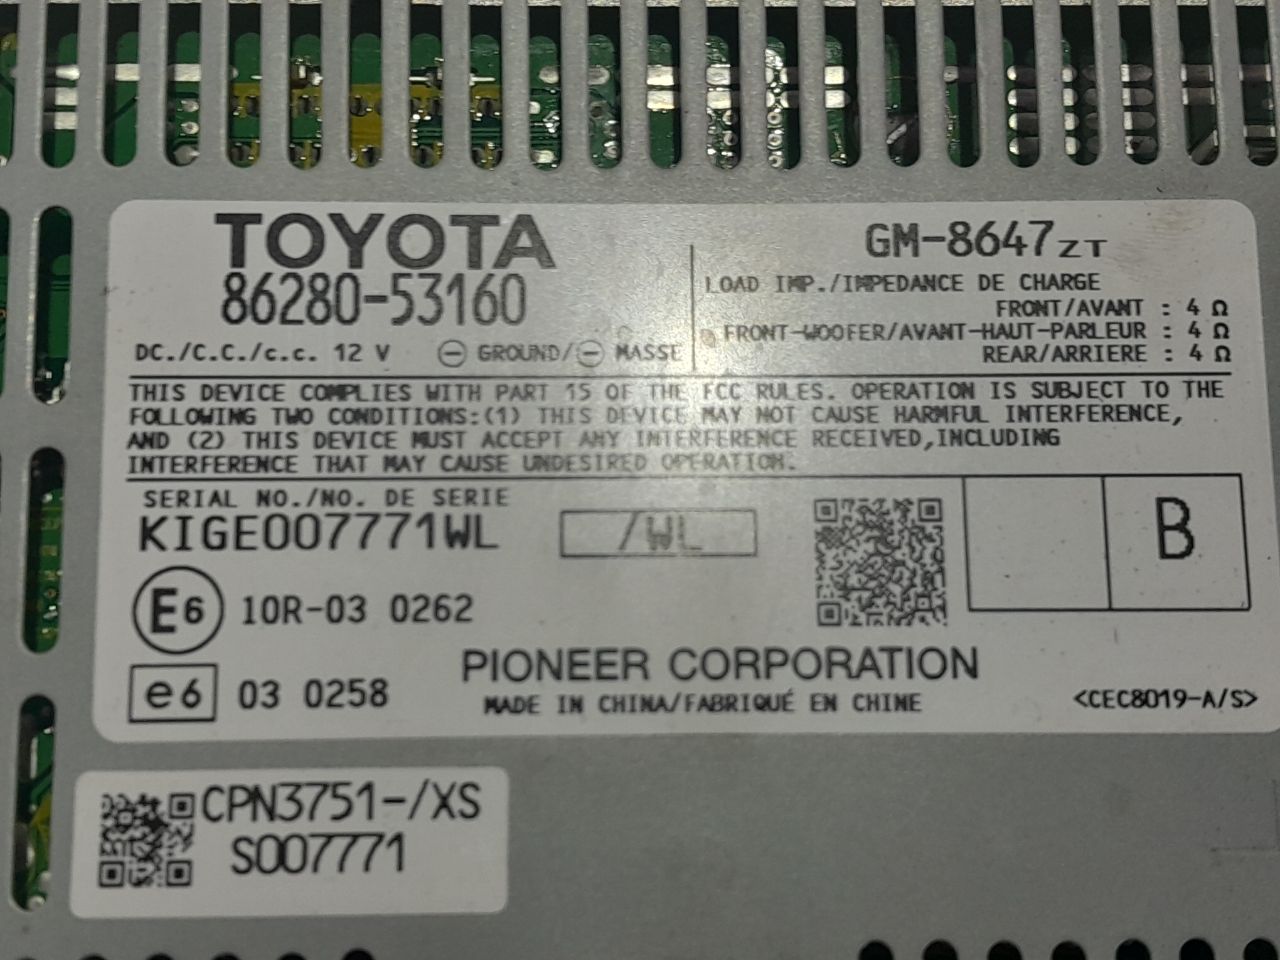 TOYOTA
86280-53160
DC./C.C./c.c. 12 V ⊖ GROUND/⊖ MASSE
GM-8647ZT
LOAD IMP./IMPEDANCE DE CHARGE
FRONT/AVANT : 4 Ω
FRONT-WOOFER/AVANT-HAUT-PARLEUR : 4 Ω
REAR/ARRIERE : 4 Ω
THIS DEVICE COMPLIES WITH PART 15 OF THE FCC RULES. OPERATION IS SUBJECT TO THE
FOLLOWING TWO CONDITIONS:(1) THIS DEVICE MAY NOT CAUSE HARMFUL INTERFERENCE,
AND (2) THIS DEVICE MUST ACCEPT ANY INTERFERENCE RECEIVED,INCLUDING
INTERFERENCE THAT MAY CAUSE UNDESIRED OPERATION.
SERIAL NO./NO. DE SERIE
KIGE007771WL
/WL
B
E6 10R-03 0262
e6 03 0258
PIONEER CORPORATION
MADE IN CHINA/FABRIQUÉ EN CHINE
<CEC8019-A/S>
CPN3751-/XS
S007771